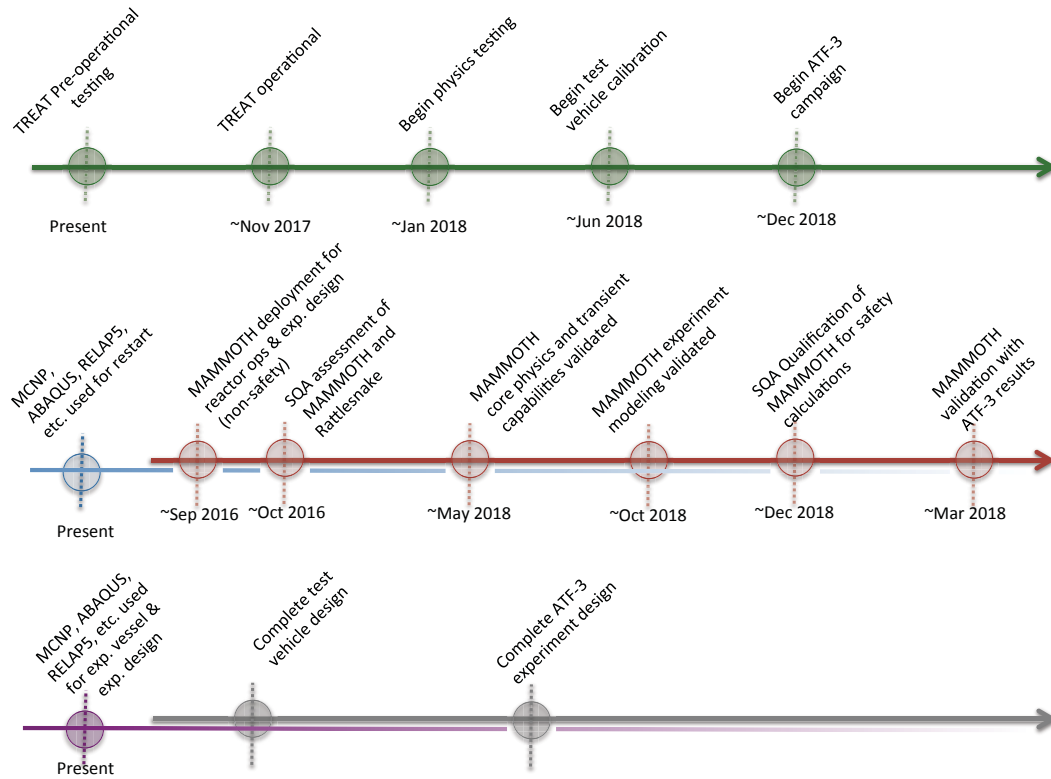 TREAT Pre-operational
testing
TREAT operational
Begin physics testing
Begin test
vehicle calibration
Begin ATF-3
campaign
Present
~Nov 2017
~Jan 2018
~Jun 2018
~Dec 2018
MCNP,
ABAQUS, RELAP5,
etc. used for restart
MAMMOTH deployment for
reactor ops & exp. design
(non-safety)
SQA assessment of
MAMMOTH and
Rattlesnake
MAMMOTH
core physics and transient
capabilities validated
MAMMOTH experiment
modeling validated
SQA Qualification of
MAMMOTH for safety
calculations
MAMMOTH
validation with
ATF-3 results
Present
~Sep 2016
~Oct 2016
~May 2018
~Oct 2018
~Dec 2018
~Mar 2018
MCNP, ABAQUS,
RELAP5, etc. used
for exp. vessel &
exp. design
Complete test
vehicle design
Complete ATF-3
experiment design
Present